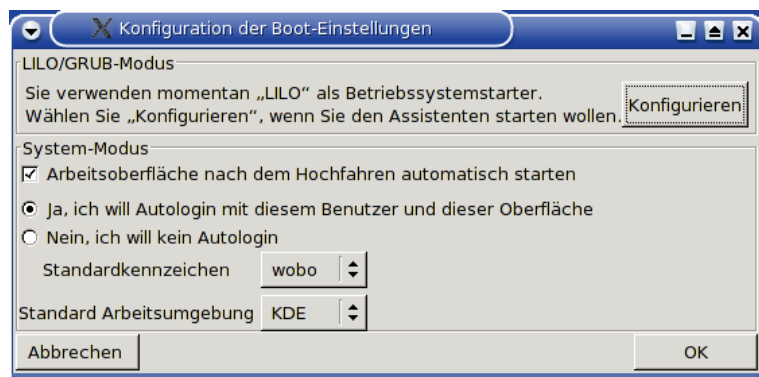 Konfiguration der Boot-Einstellungen
LILO/GRUB-Modus
Sie verwenden momentan „LILO“ als Betriebssystemstarter.
Wählen Sie „Konfigurieren“, wenn Sie den Assistenten starten wollen.
Konfigurieren
System-Modus
Arbeitsoberfläche nach dem Hochfahren automatisch starten
Ja, ich will Autologin mit diesem Benutzer und dieser Oberfläche
Nein, ich will kein Autologin
Standardkennzeichen wobo
Standard Arbeitsumgebung KDE
Abbrechen OK